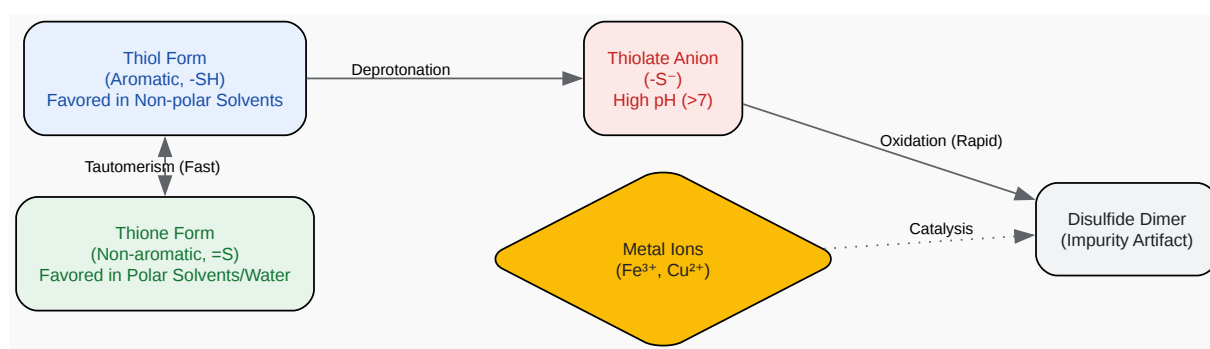 Thiol Form
(Aromatic, -SH)
Favored in Non-polar Solvents
Deprotonation
Thiolate Anion
(-S⁻)
High pH (>7)
Tautomerism (Fast)
Oxidation (Rapid)
Thione Form
(Non-aromatic, =S)
Favored in Polar Solvents/Water
Metal Ions
(Fe³⁺, Cu²⁺)
Catalysis
Disulfide Dimer
(Impurity Artifact)